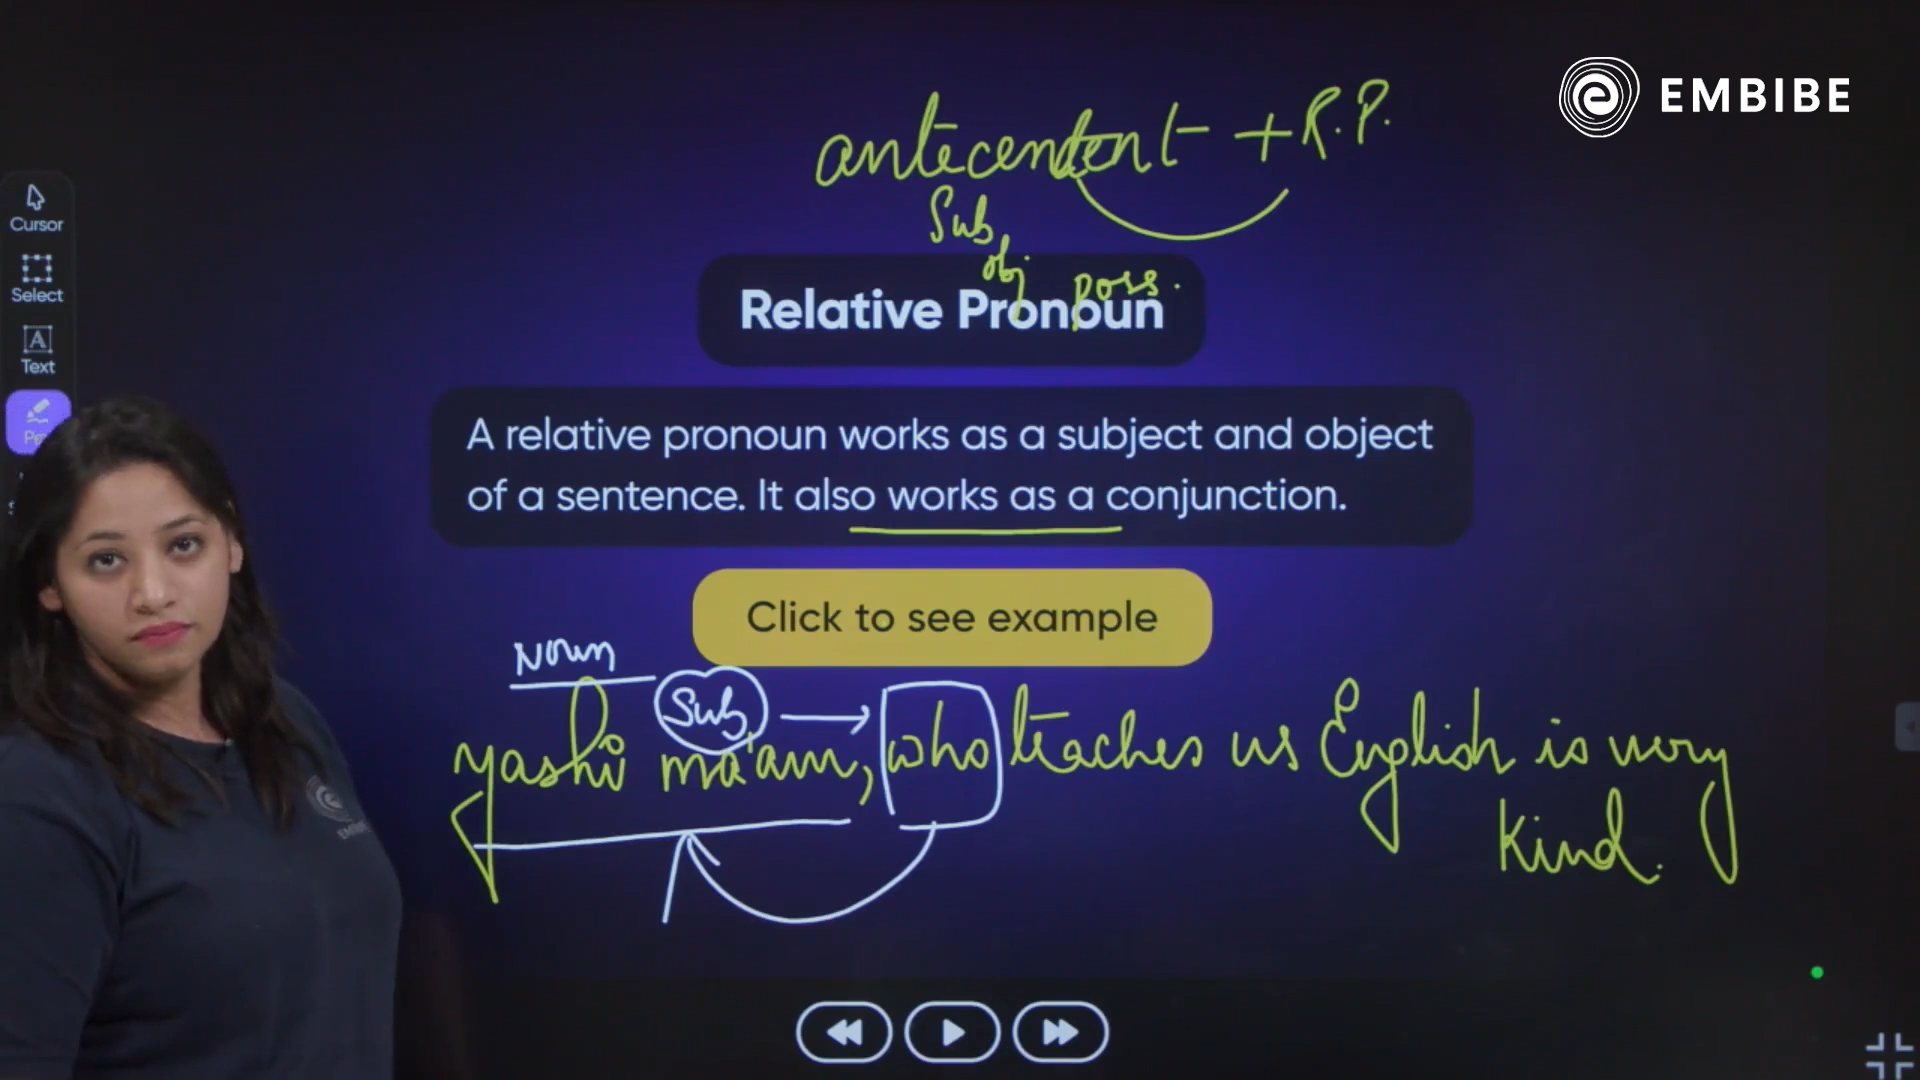 EMBIBE
antecendent + R.P.
Sub
obj poss.
Cursor
Select
Text
Relative Pronoun
A relative pronoun works as a subject and object
of a sentence. It also works as a conjunction.
Click to see example
Noun
Sub
yashi ma'am, who teaches us English is very
kind.